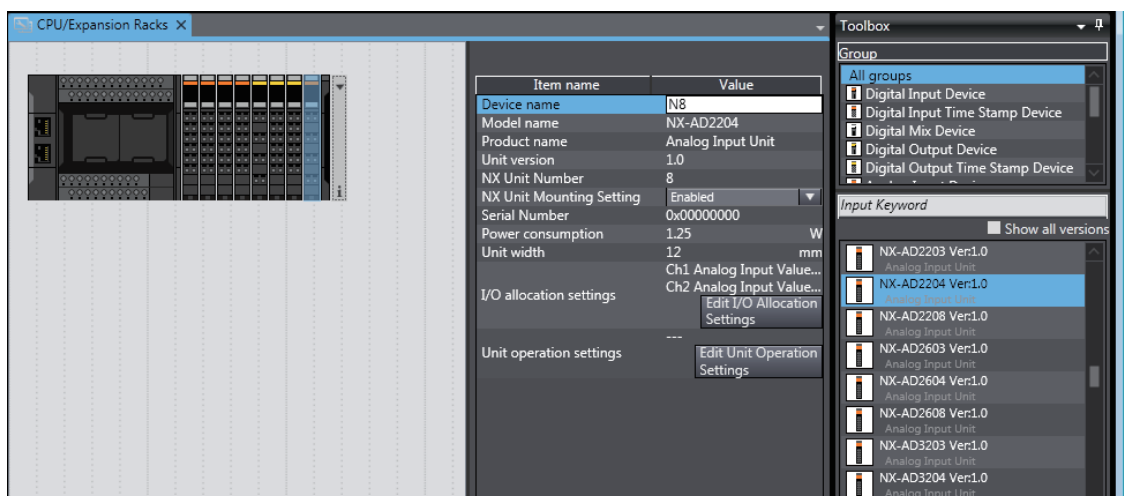 CPU/Expansion Racks X
Item name Value
Device name N8
Model name NX-AD2204
Product name Analog Input Unit
Unit version 1.0
NX Unit Number 8
NX Unit Mounting Setting Enabled
Serial Number 0x00000000
Power consumption 1.25 W
Unit width 12 mm
I/O allocation settings
Ch1 Analog Input Value...
Ch2 Analog Input Value...
Edit I/O Allocation
Settings
Unit operation settings
---
Edit Unit Operation
Settings
Toolbox
Group
All groups
Digital Input Device
Digital Input Time Stamp Device
Digital Mix Device
Digital Output Device
Digital Output Time Stamp Device
Input Keyword
Show all versions
NX-AD2203 Ver:1.0
Analog Input Unit
NX-AD2204 Ver:1.0
Analog Input Unit
NX-AD2208 Ver:1.0
Analog Input Unit
NX-AD2603 Ver:1.0
Analog Input Unit
NX-AD2604 Ver:1.0
Analog Input Unit
NX-AD2608 Ver:1.0
Analog Input Unit
NX-AD3203 Ver:1.0
Analog Input Unit
NX-AD3204 Ver:1.0
Analog Input Unit